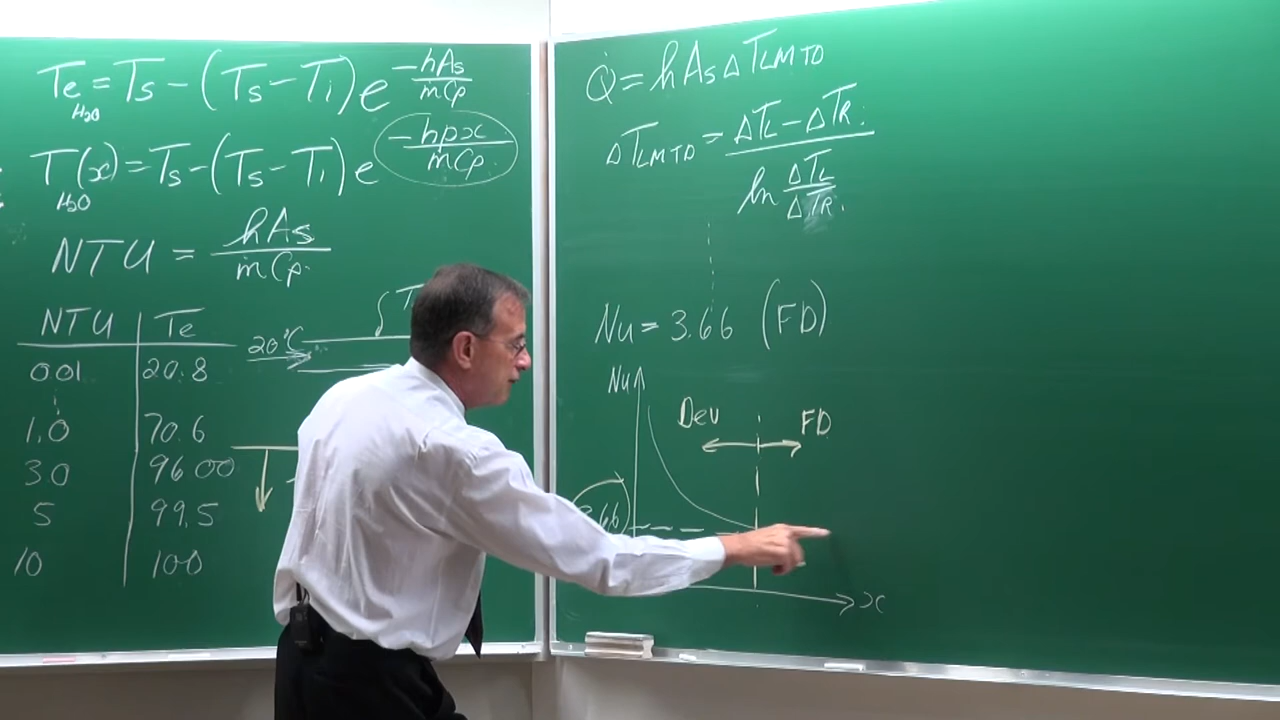 Te H2O = Ts - (Ts - Ti) e^(-hAs/ṁCp)
T(x) H2O = Ts - (Ts - Ti) e^(-hpx/ṁCp)
NTU = hAs/ṁCp
NTU | Te
0.01 | 20.8
1.0 | 70.6
3.0 | 96.00
5 | 99.5
10 | 100
20°C
Q̇ = hAs ΔTLMTD
ΔTLMTD = (ΔTL - ΔTR)/(ln ΔTL/ΔTR)
Nu = 3.66 (FD)
Nu
Dev
FD
x